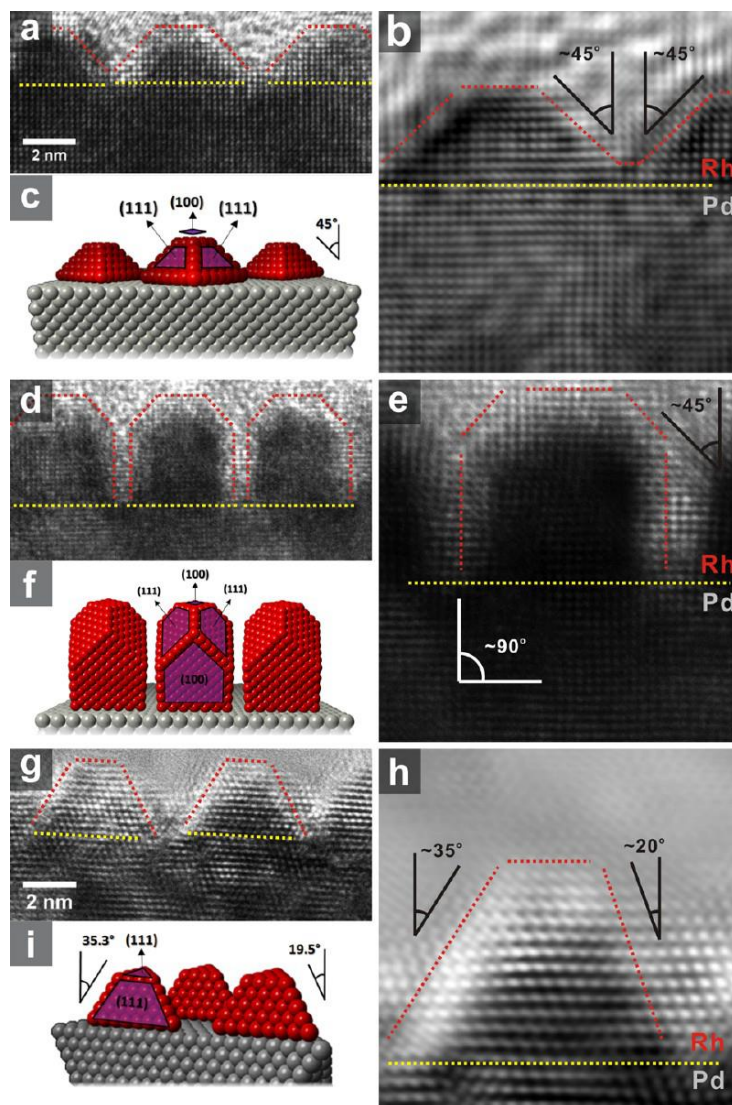 a
2 nm
b
~45° ~45°
Rh
Pd
c
(100)
(111) (111)
45°
d
e
~45°
Rh
Pd
~90°
f
(100)
(111) (111)
(100)
g
2 nm
h
~35° ~20°
Rh
Pd
i
35.3° (111) 19.5°
(111)